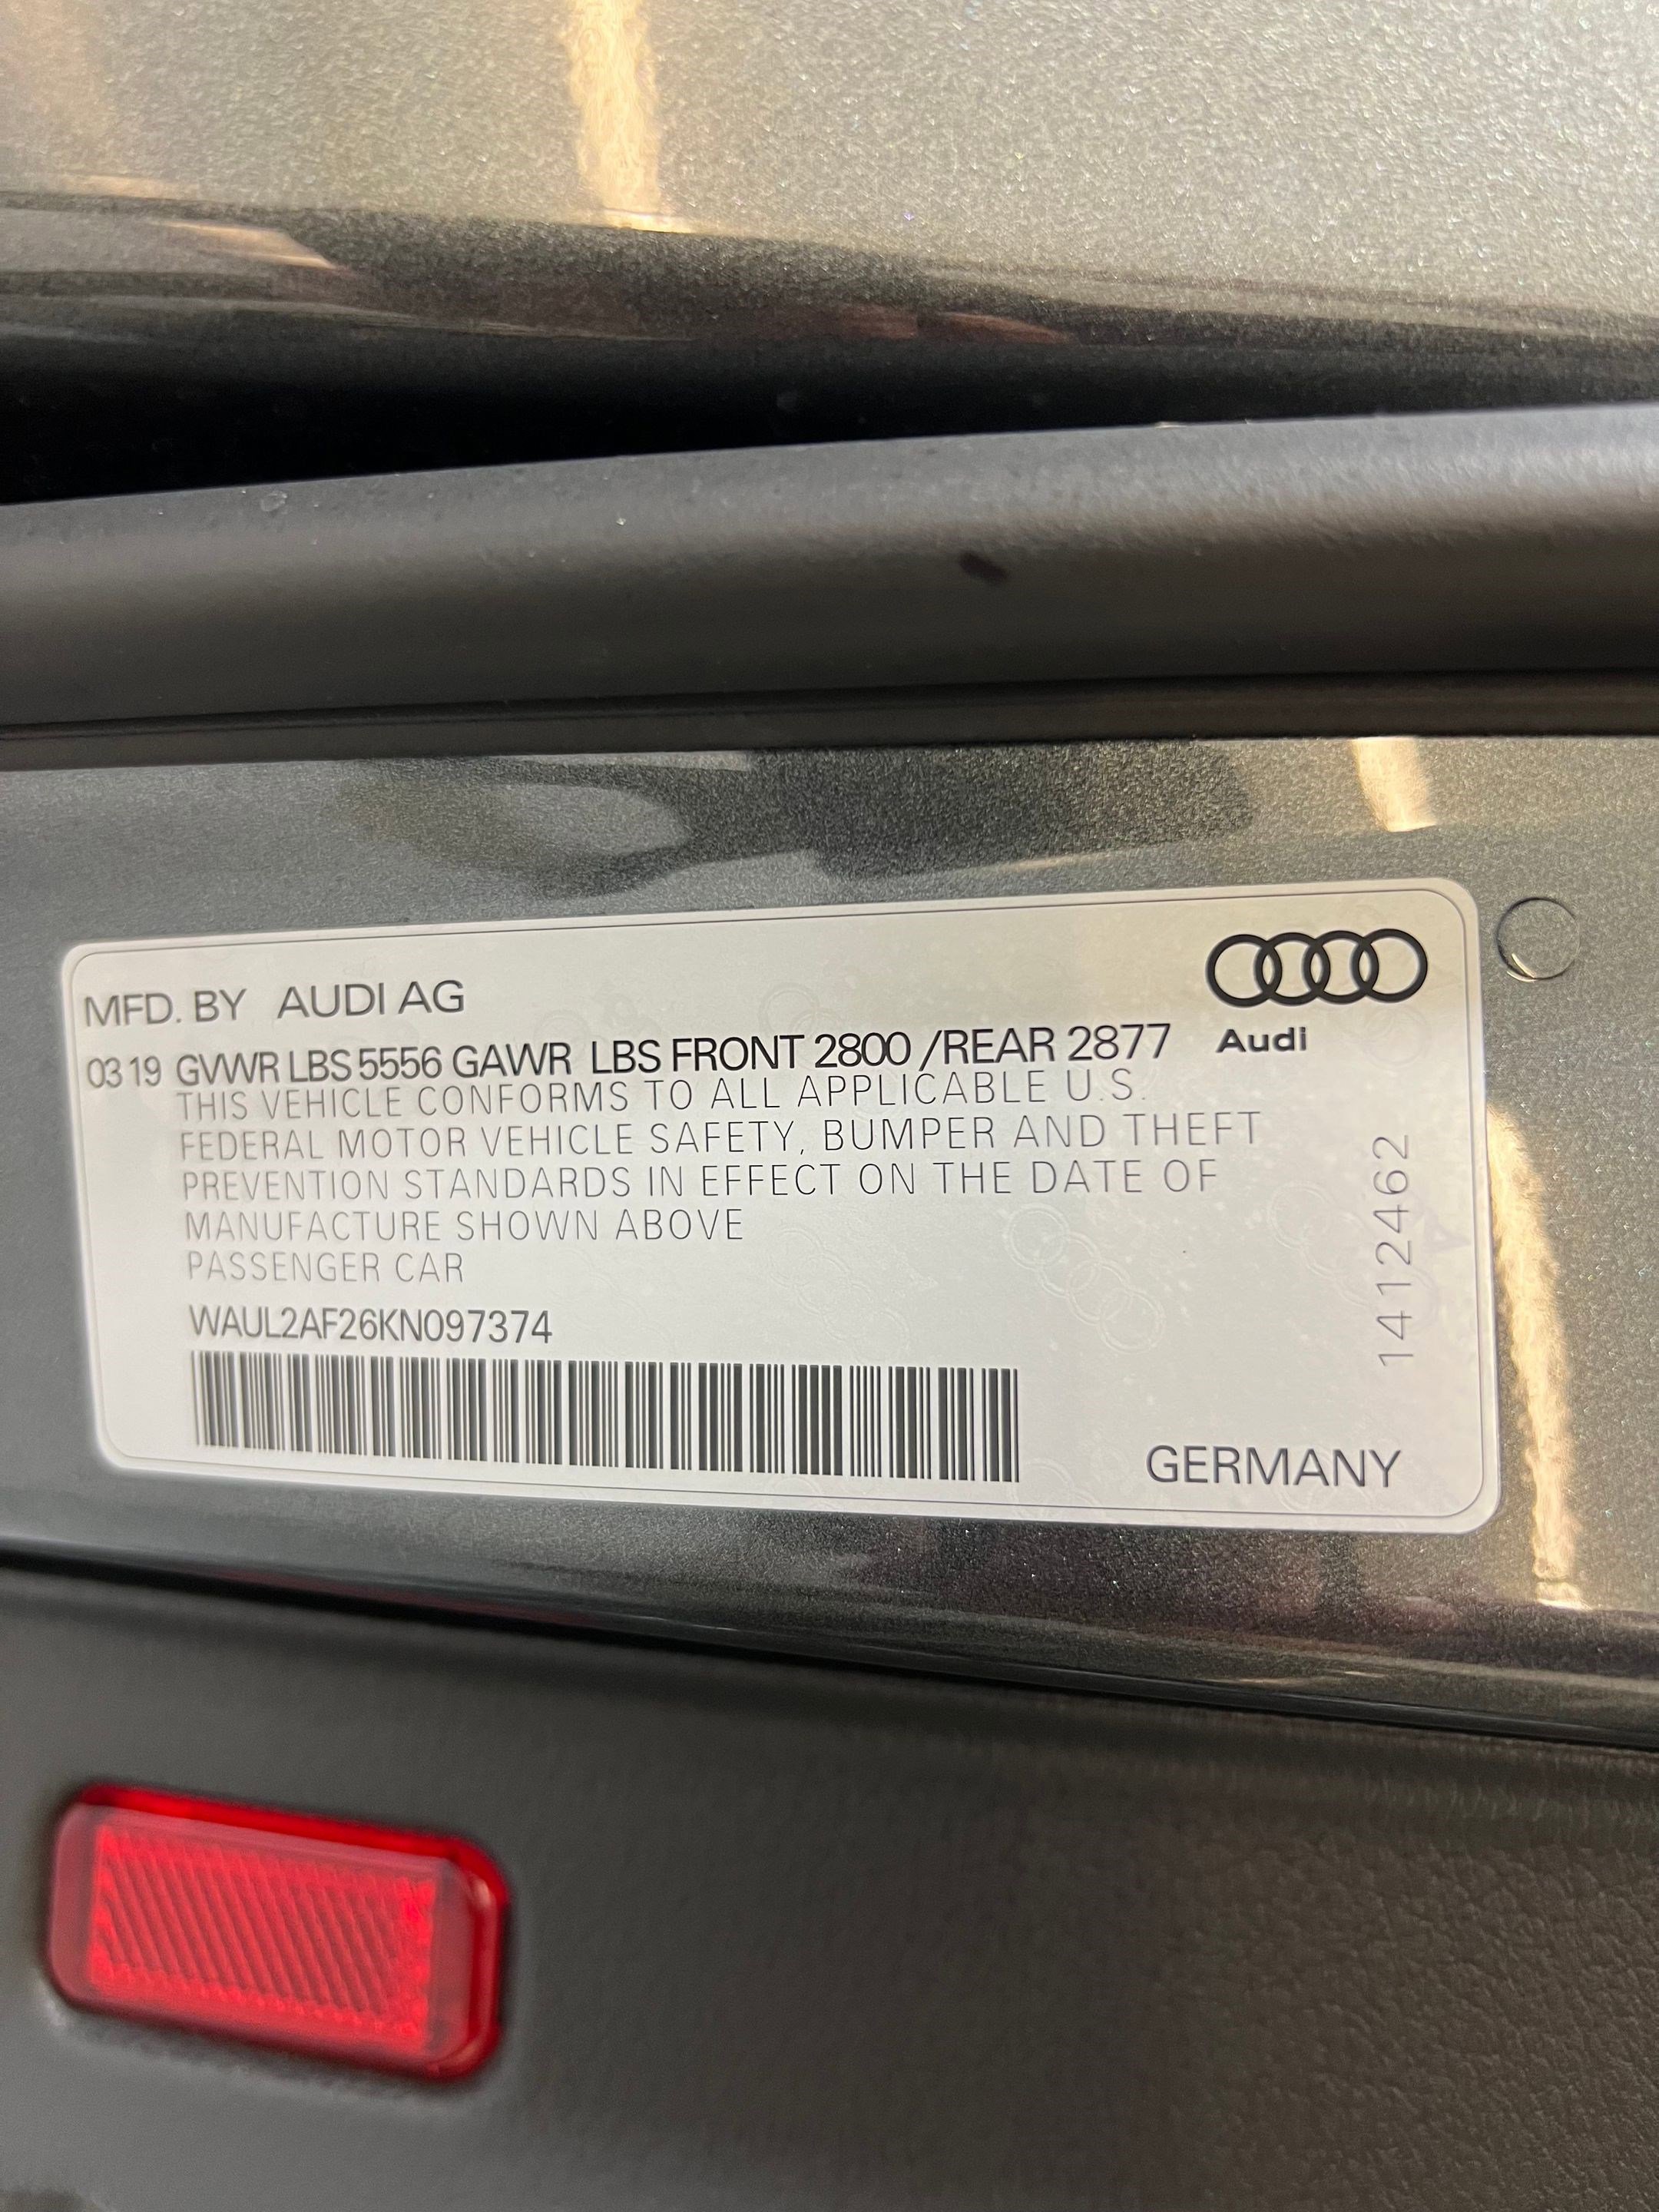 MFD. BY AUDI AG
Audi
03 19 GVWR LBS 5556 GAWR LBS FRONT 2800 /REAR 2877
THIS VEHICLE CONFORMS TO ALL APPLICABLE U.S.
FEDERAL MOTOR VEHICLE SAFETY, BUMPER AND THEFT
PREVENTION STANDARDS IN EFFECT ON THE DATE OF
MANUFACTURE SHOWN ABOVE
PASSENGER CAR
WAUL2AF26KN097374
1412462
GERMANY